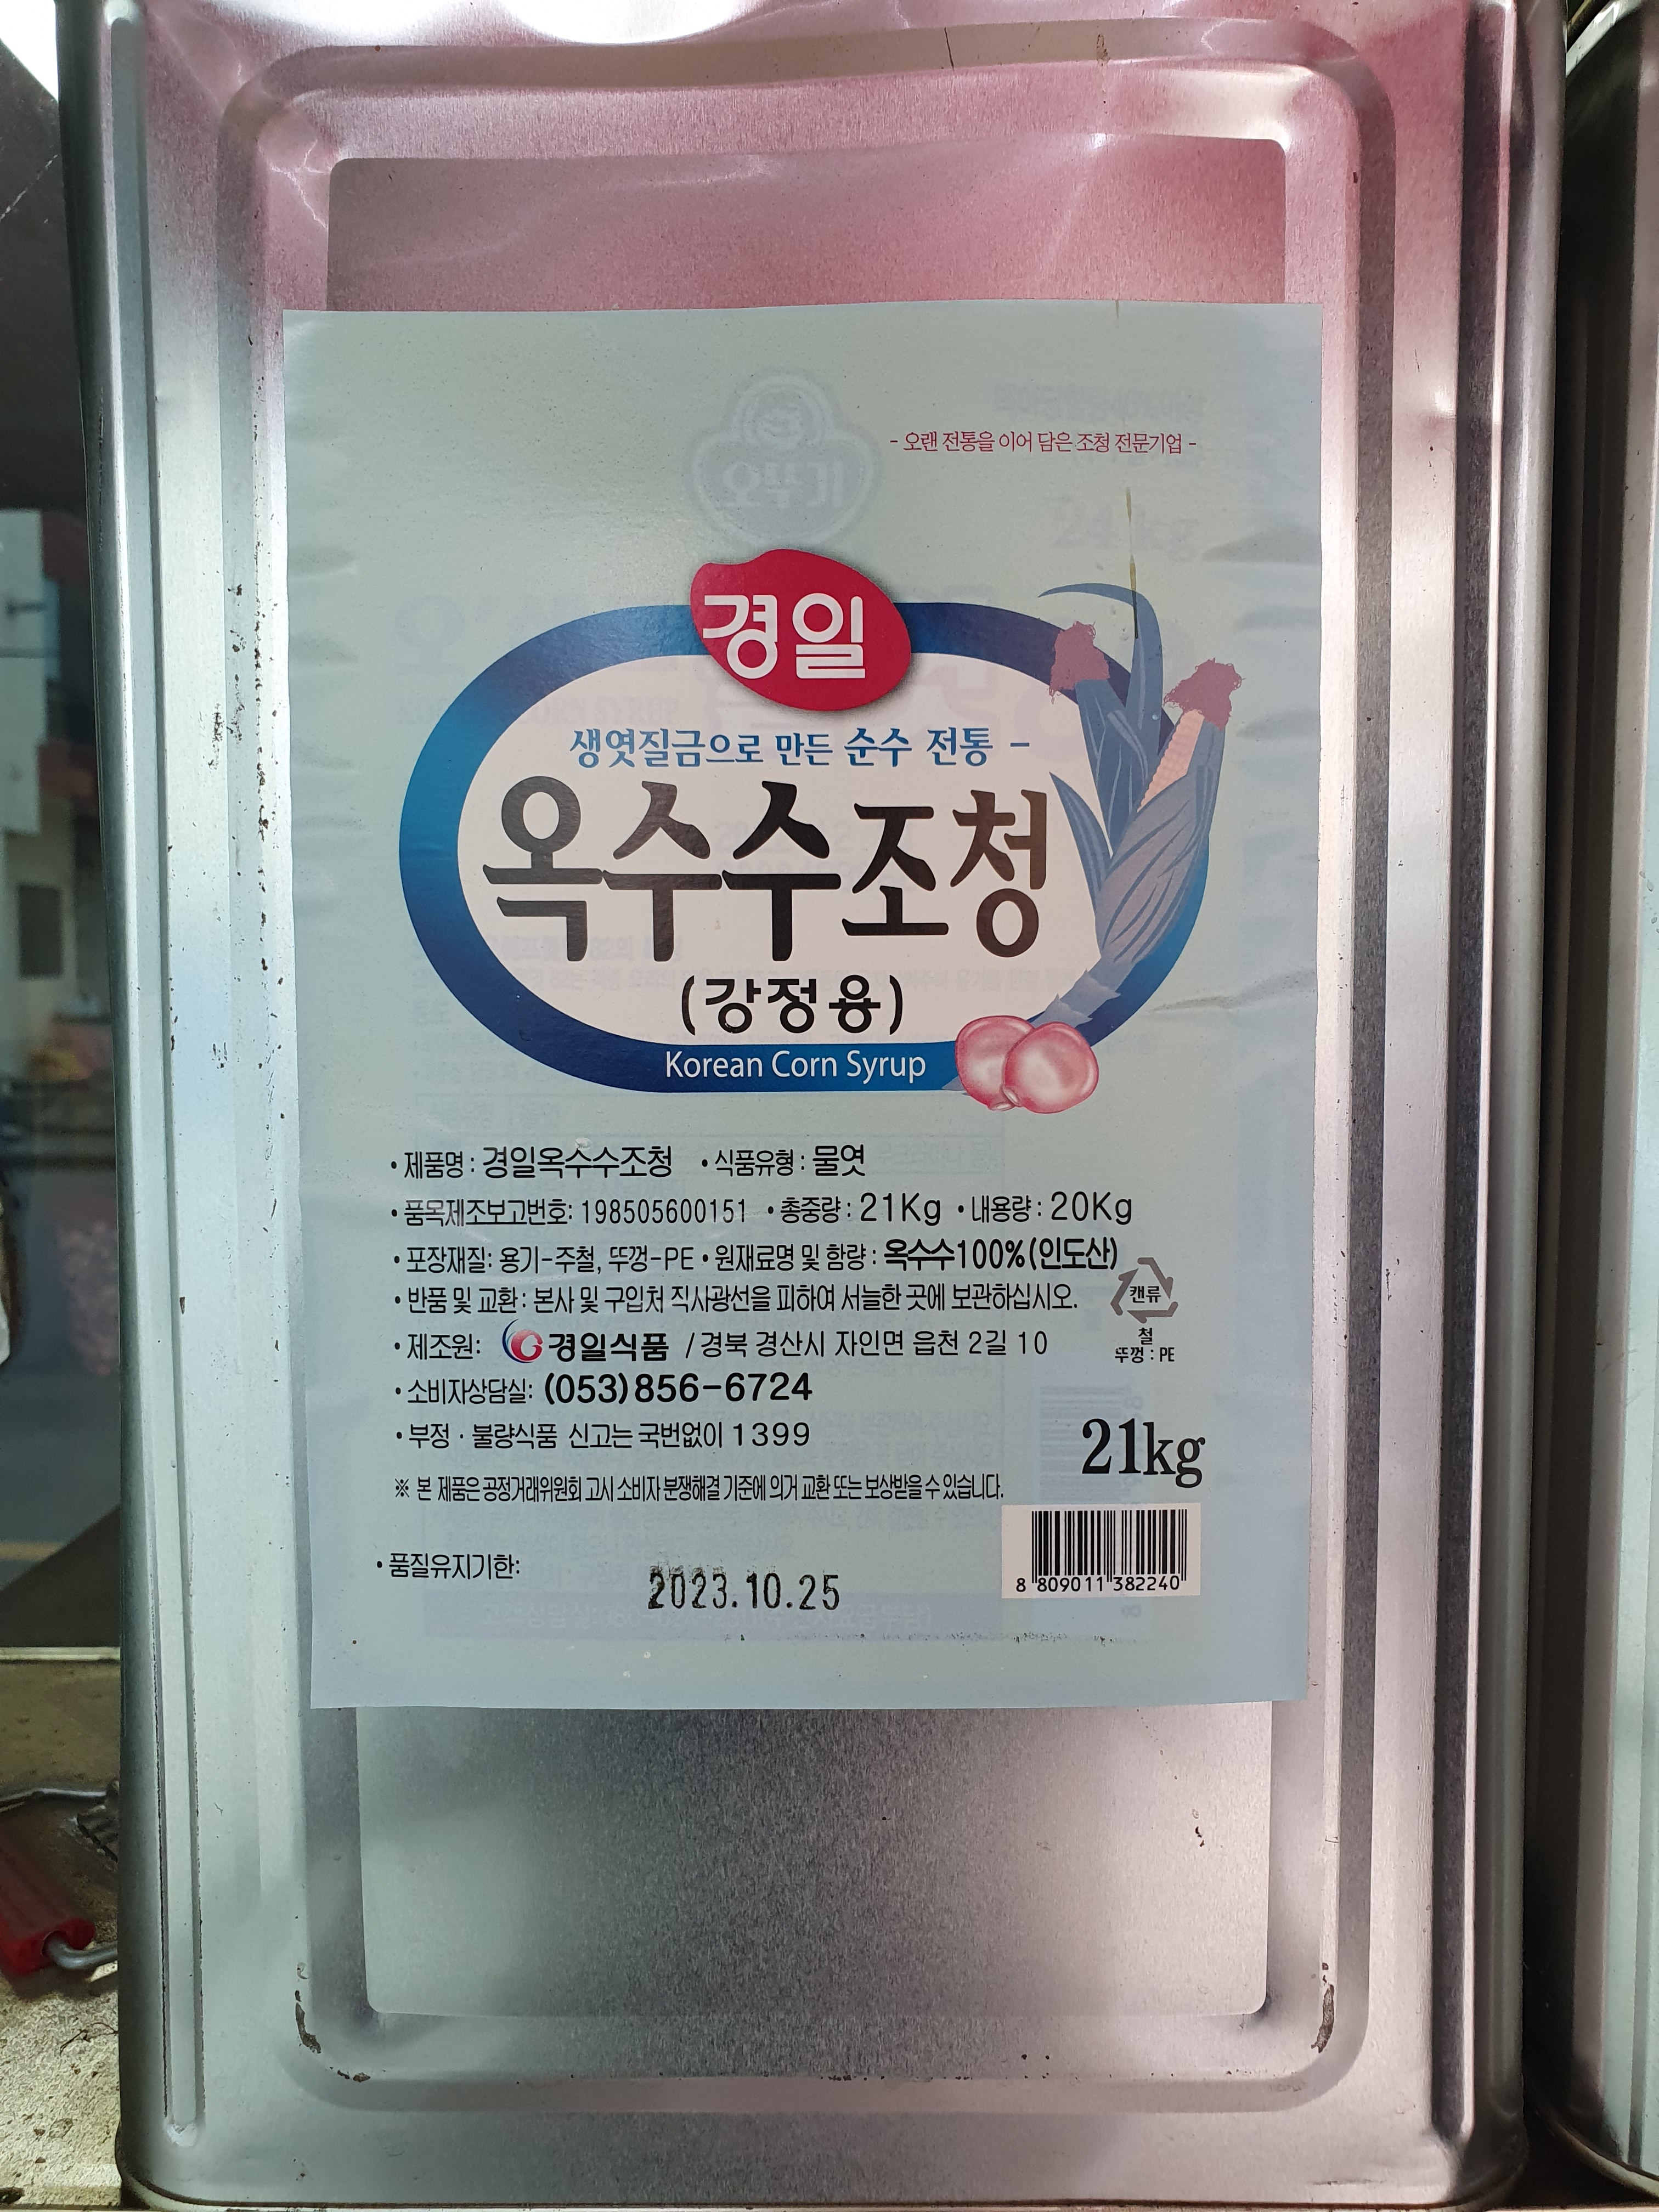 오뚜기
- 오랜 전통을 이어 담은 조청 전문기업 -
24 kg
경일
생엿질금으로 만든 순수 전통 -
옥수수조청
(강정용)
Korean Corn Syrup
• 제품명 : 경일옥수수조청 • 식품유형 : 물엿
• 품목제조보고번호: 198505600151 • 총중량 : 21Kg • 내용량 : 20Kg
• 포장재질: 용기-주철, 뚜껑-PE • 원재료명 및 함량 : 옥수수100%(인도산)
• 반품 및 교환 : 본사 및 구입처 직사광선을 피하여 서늘한 곳에 보관하십시오.
캔류
철
뚜껑 : PE
• 제조원: 경일식품 / 경북 경산시 자인면 읍천 2길 10
• 소비자상담실: (053)856-6724
• 부정 · 불량식품 신고는 국번없이 1399
21kg
※ 본 제품은 공정거래위원회 고시 소비자 분쟁해결 기준에 의거 교환 또는 보상받을 수 있습니다.
• 품질유지기한:
2023.10.25
8 809011 382240